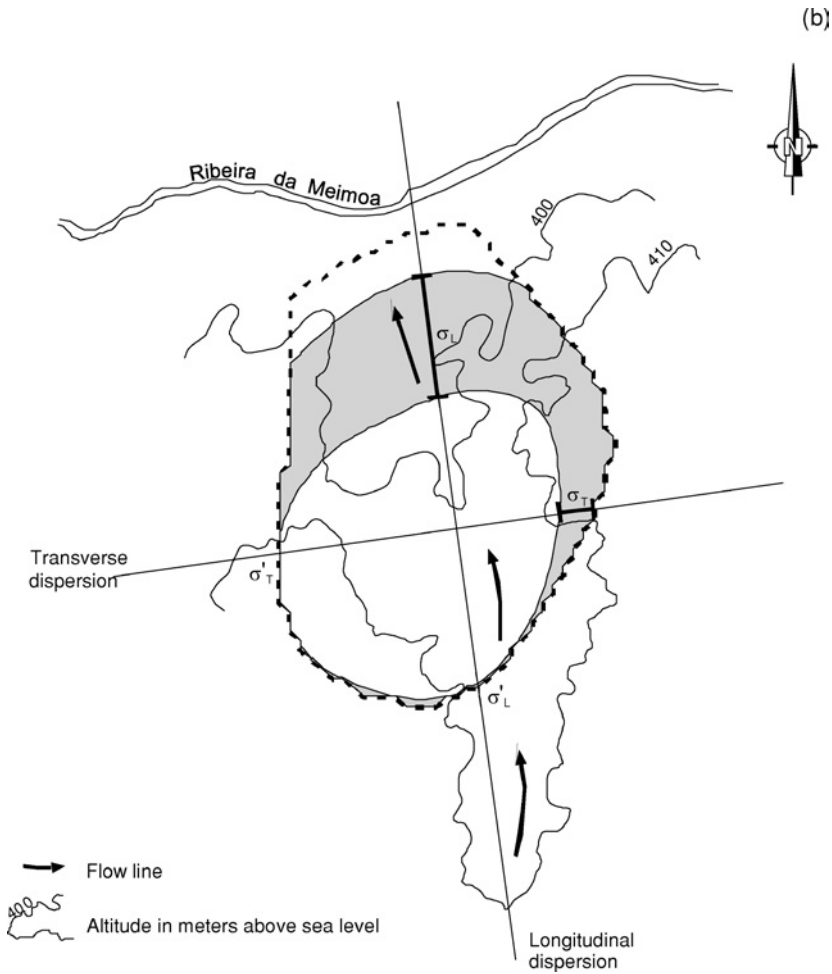 (b)
N
Ribeira da Meimoa
400
410
σL
σT
Transverse
dispersion
σ'T
σ'L
Flow line
400
Altitude in meters above sea level
Longitudinal
dispersion